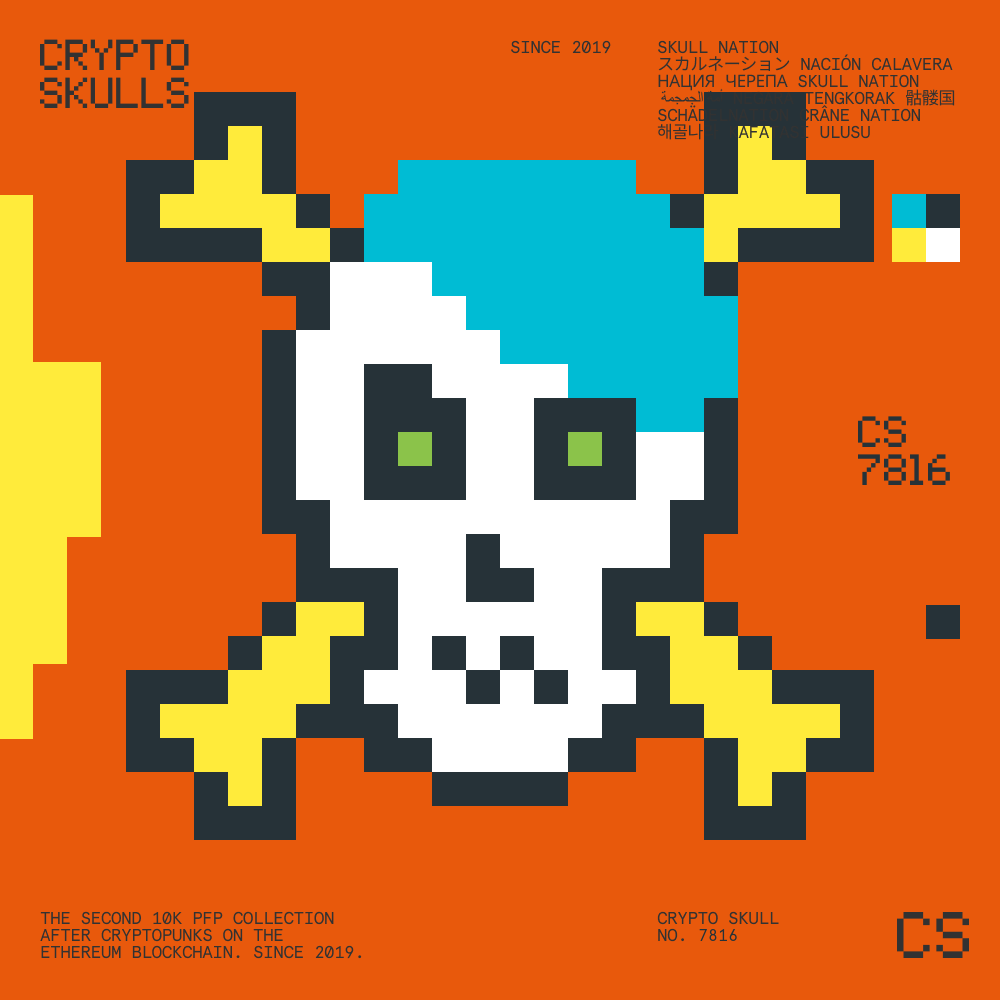 CRYPTO
SKULLS
SINCE 2019
SKULL NATION
スカルネーション NACIÓN CALAVERA
НАЦИЯ ЧЕРЕПА SKULL NATION
الجمجمة TENGKORAK 骷髅国
CRÂNE NATION
해골나 ULUSU
CS
7816
THE SECOND 10K PFP COLLECTION
AFTER CRYPTOPUNKS ON THE
ETHEREUM BLOCKCHAIN. SINCE 2019.
CRYPTO SKULL
NO. 7816
CS